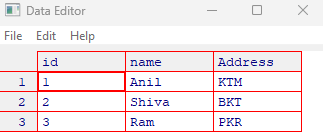 Data Editor
File Edit Help
id name Address
1 1 Anil KTM
2 2 Shiva BKT
3 3 Ram PKR